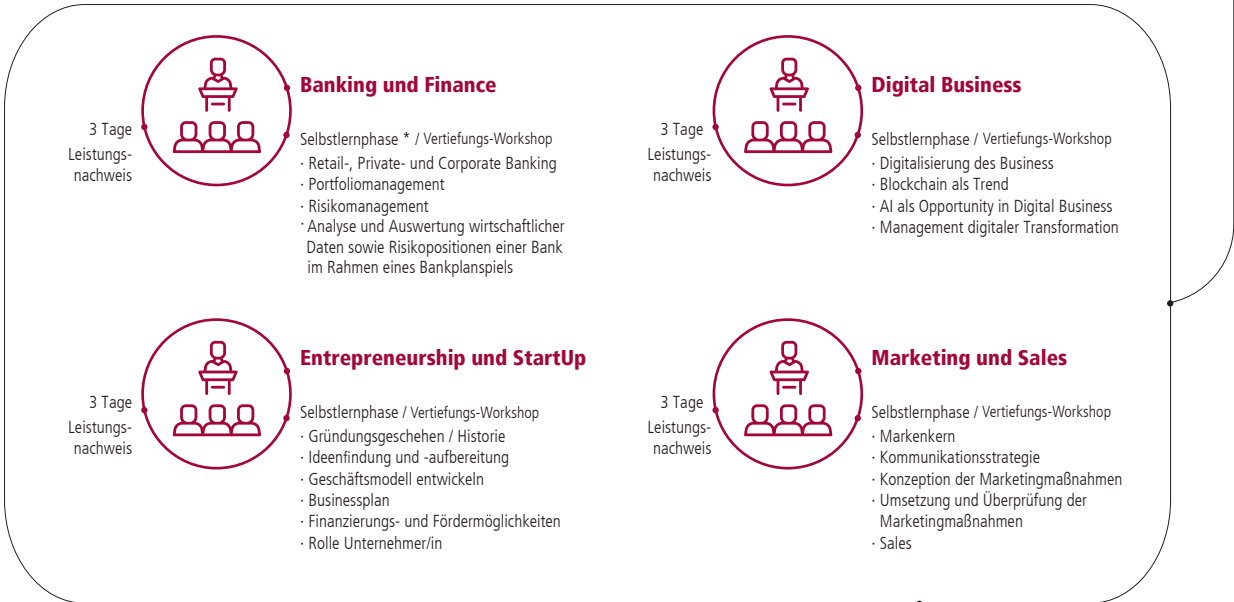 Banking und Finance
3 Tage
Leistungs-
nachweis
Selbstlernphase * / Vertiefungs-Workshop
· Retail-, Private- und Corporate Banking
· Portfoliomanagement
· Risikomanagement
· Analyse und Auswertung wirtschaftlicher
Daten sowie Risikopositionen einer Bank
im Rahmen eines Bankplanspiels
Digital Business
3 Tage
Leistungs-
nachweis
Selbstlernphase / Vertiefungs-Workshop
· Digitalisierung des Business
· Blockchain als Trend
· AI als Opportunity in Digital Business
· Management digitaler Transformation
Entrepreneurship und StartUp
3 Tage
Leistungs-
nachweis
Selbstlernphase / Vertiefungs-Workshop
· Gründungsgeschehen / Historie
· Ideenfindung und -aufbereitung
· Geschäftsmodell entwickeln
· Businessplan
· Finanzierungs- und Fördermöglichkeiten
· Rolle Unternehmer/in
Marketing und Sales
3 Tage
Leistungs-
nachweis
Selbstlernphase / Vertiefungs-Workshop
· Markenkern
· Kommunikationsstrategie
· Konzeption der Marketingmaßnahmen
· Umsetzung und Überprüfung der
Marketingmaßnahmen
· Sales